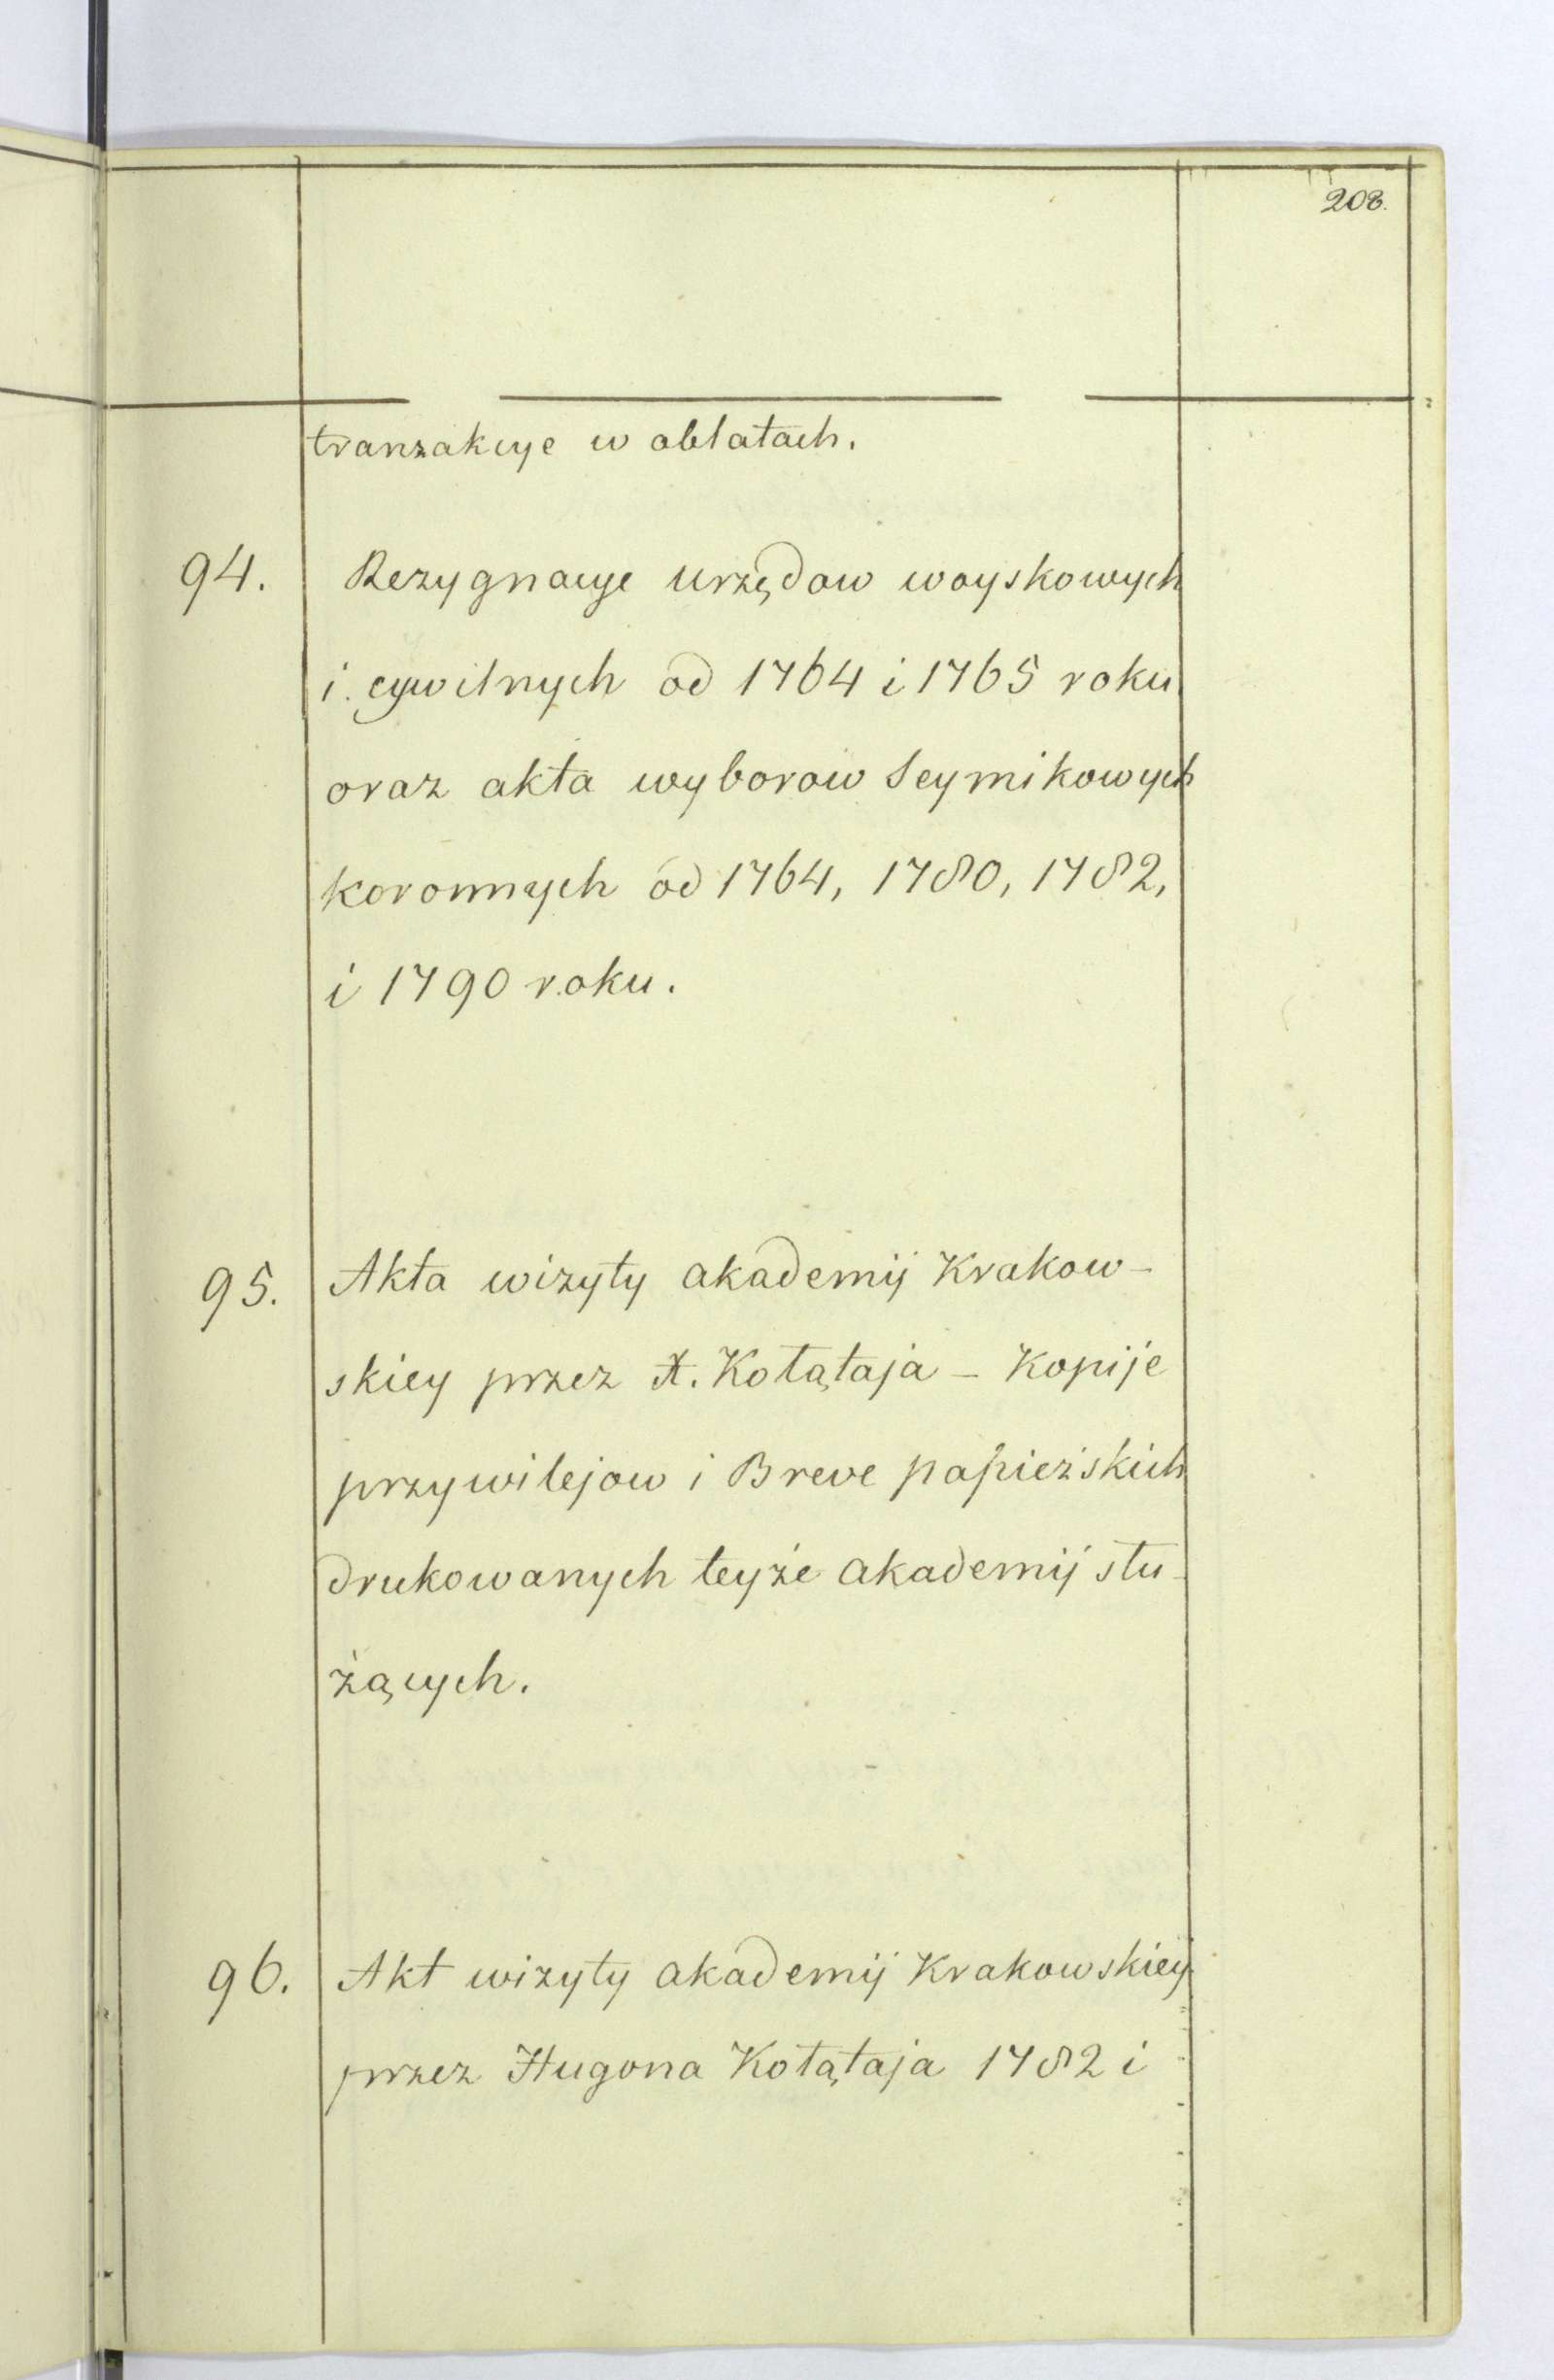 208.
tranzakcye w oblatach.
94. Rezygnacye urzędow woyskowych
i cywilnych od 1764 i 1765 roku
oraz akta wyborow Seymikowych
koronnych od 1764, 1780, 1782,
i 1790 roku.
95. Akta wizyty akademij Krakow-
skiey przez X. Kołątaja - Kopije
przywilejow i Breve papieżskich
drukowanych teyże akademij słu-
żących.
96. Akt wizyty akademij Krakowskiey
przez Hugona Kołątaja 1782 i